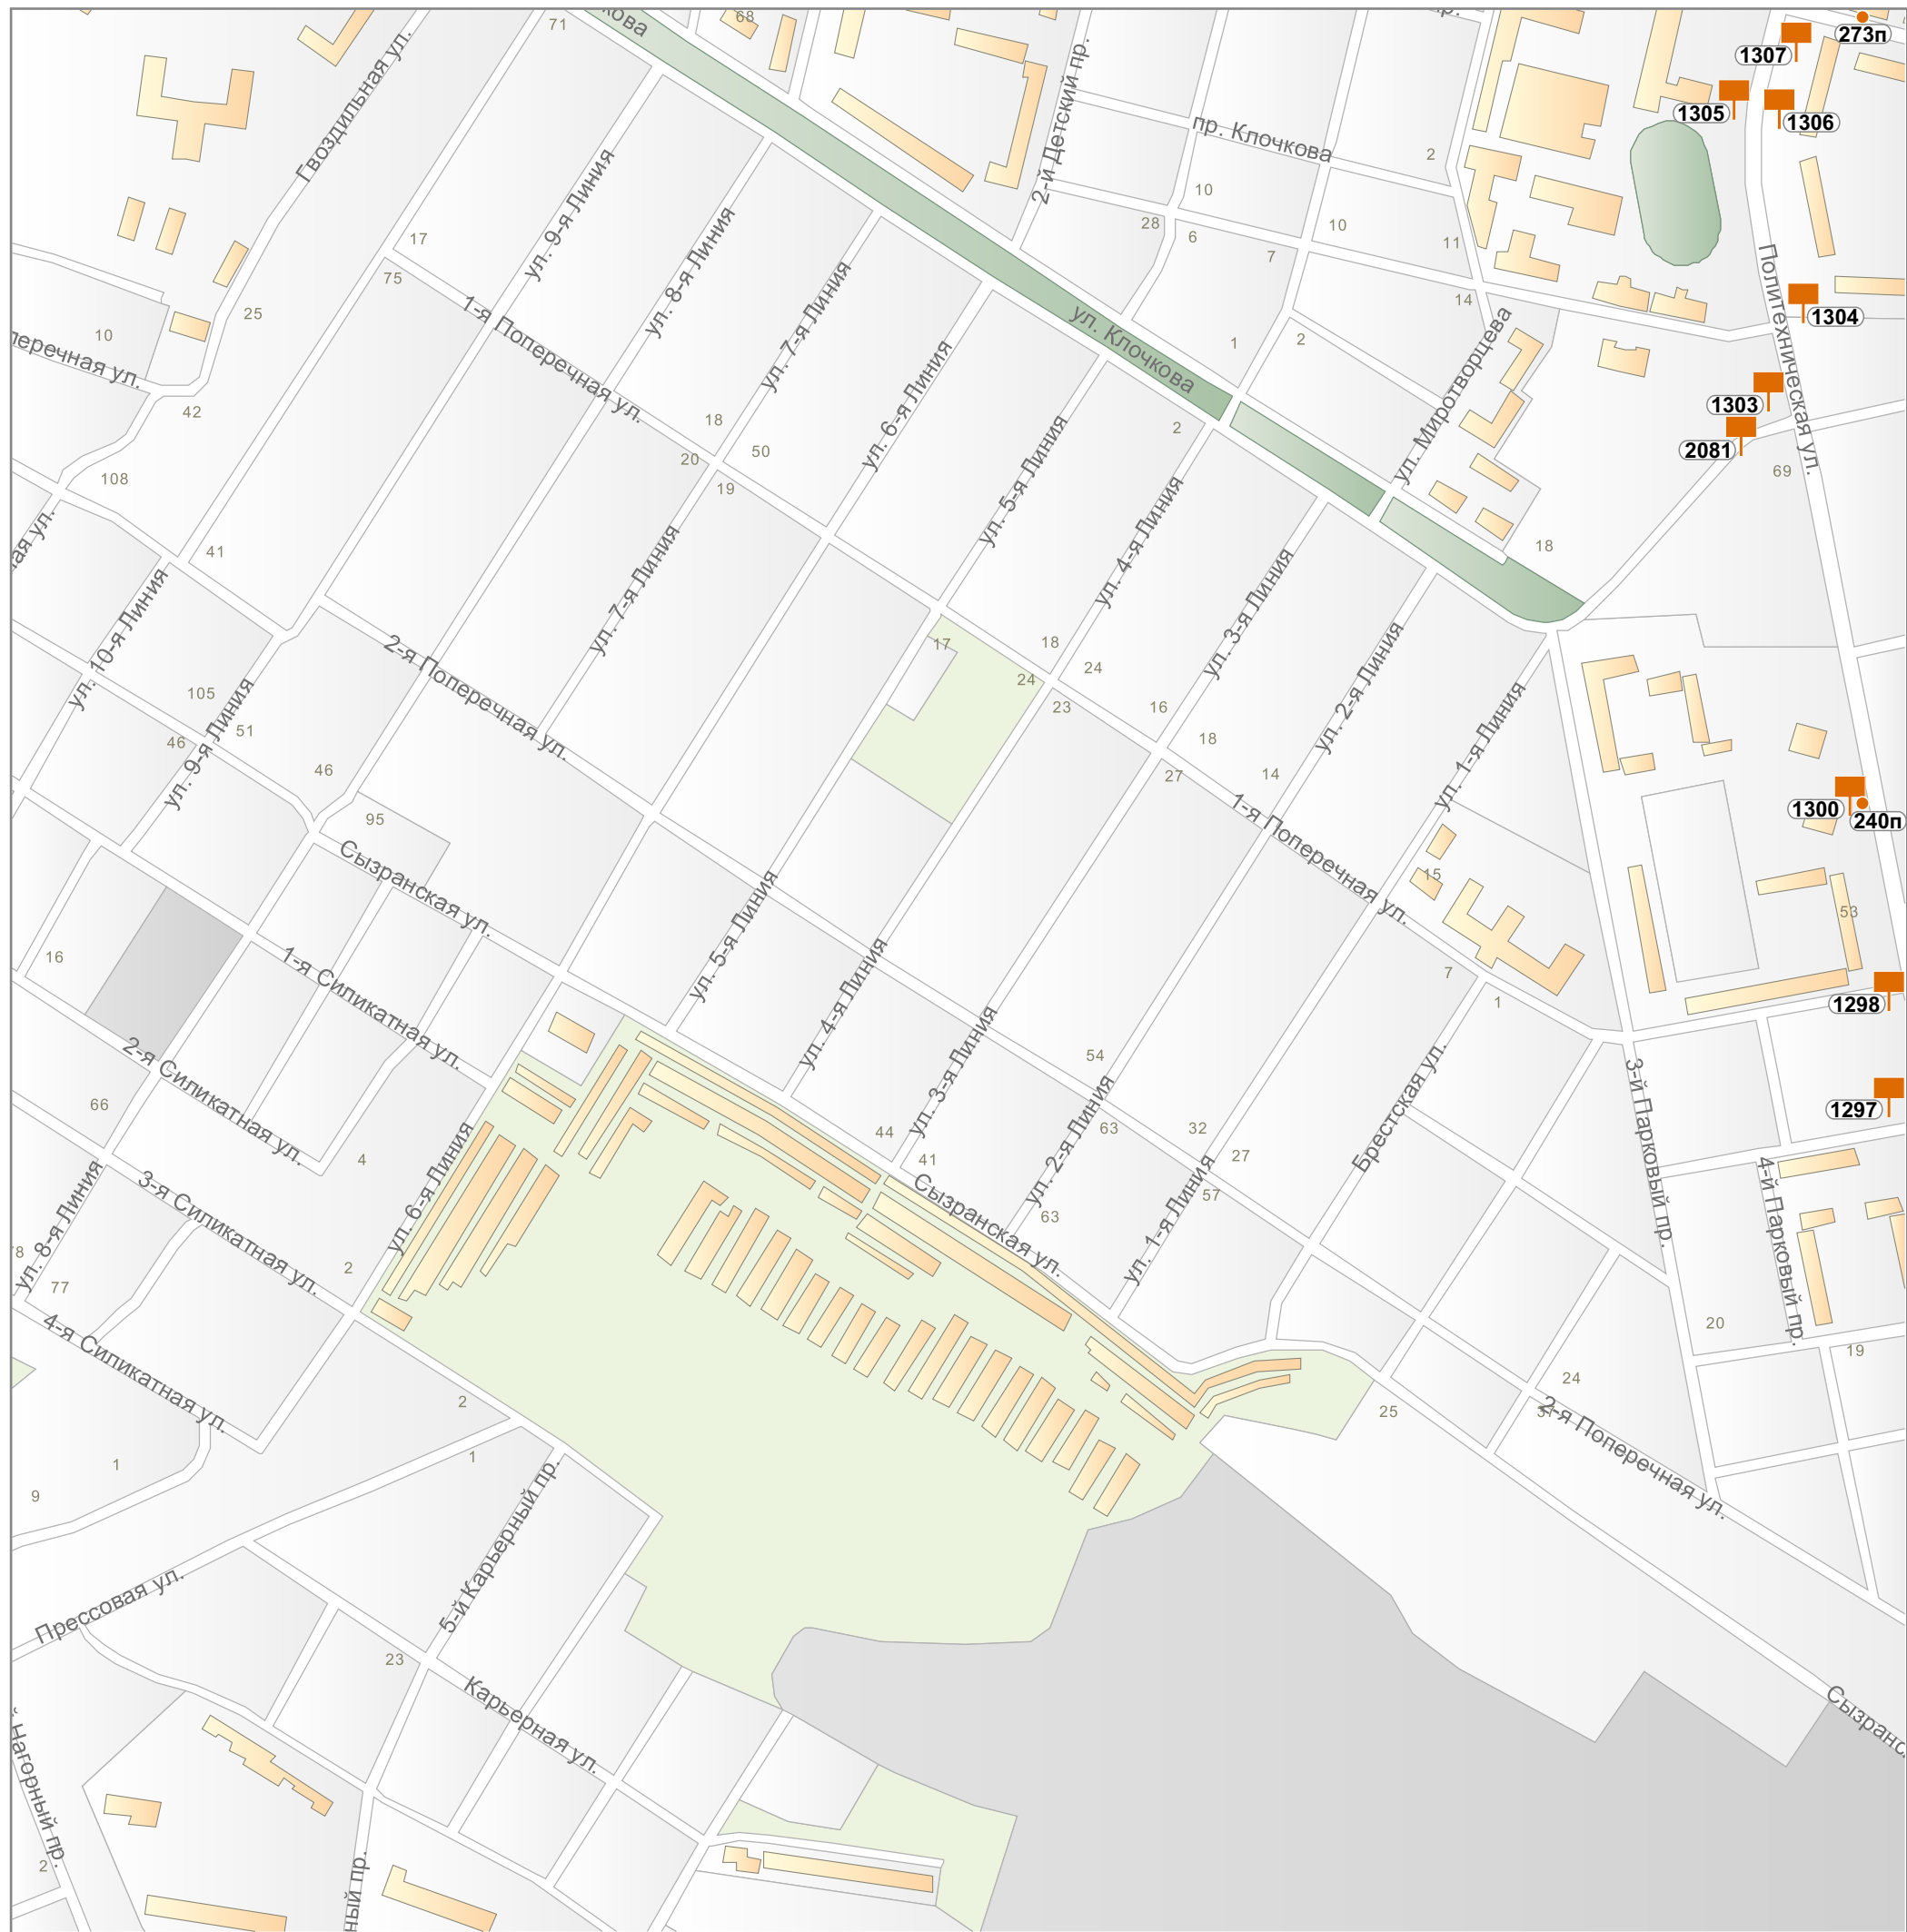 71
кова
68
273п
1307
1305
1306
Гвоздильная ул.
2-й Детский пр.
пр. Клочкова
2
10
28
6
7
10
11
14
17
75
ул. 9-я Линия
ул. 8-я Линия
ул. 7-я Линия
1-я Поперечная ул.
25
10
перечная ул.
42
ул. Клочкова
1
2
ул. Миротворцева
Политехническая ул.
1304
1303
2081
69
18
20
50
19
ул. 6-я Линия
2
ул. 5-я Линия
ул. 4-я Линия
108
ная ул.
41
18
ул. 10-я Линия
ул. 7-я Линия
2-я Поперечная ул.
17
18
24
24
23
ул. 3-я Линия
16
18
ул. 2-я Линия
105
51
46
ул. 9-я Линия
46
95
27
14
ул. 1-я Линия
1-я Поперечная ул.
1300
240п
15
53
Сызранская ул.
16
1-я Силикатная ул.
ул. 5-я Линия
ул. 4-я Линия
7
1
1298
2-я Силикатная ул.
66
4
ул. 3-я Линия
54
63
32
27
57
Брестская ул.
3-й Парковый пр.
1297
44
41
ул. 2-я Линия
63
ул. 1-я Линия
Сызранская ул.
4-й Парковый пр.
ул. 8-я Линия
3-я Силикатная ул.
ул. 6-я Линия
77
2
4-я Силикатная ул.
20
19
24
25
2-я Поперечная ул.
2
1
1
9
5-й Карьерный пр.
Прессовая ул.
23
Карьерная ул.
Сызранс
й Нагорный пр.
2
ный пр.